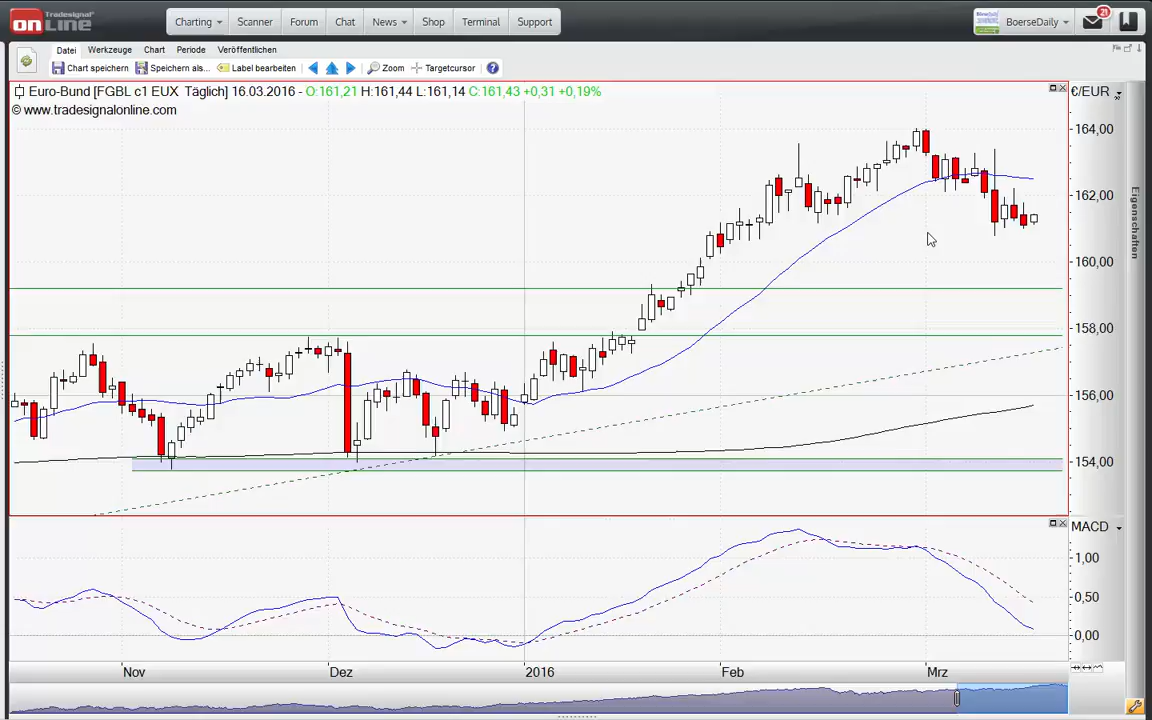 Tradesignal®
on LINE
Charting Scanner Forum Chat News Shop Terminal Support
BoerseDaily
21
Datei Werkzeuge Chart Periode Veröffentlichen
Chart speichern Speichern als... Label bearbeiten Zoom Targetcursor
Euro-Bund [FGBL c1 EUX Täglich] 16.03.2016 - O:161,21 H:161,44 L:161,14 C:161,43 +0,31 +0,19%
© www.tradesignalonline.com
€/EUR
164,00
162,00
160,00
158,00
156,00
154,00
Eigenschaften
MACD
1,00
0,50
0,00
Nov Dez 2016 Feb Mrz